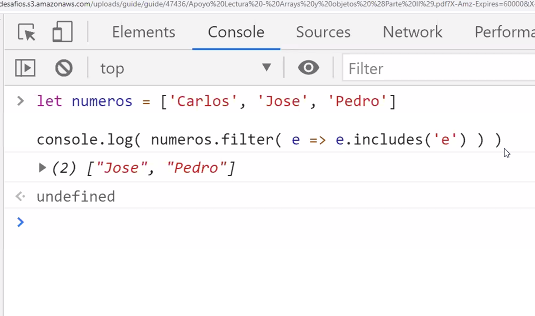 desafios.s3.amazonaws.com/uploads/guide/guide/47436/Apoyo%20Lectura%20-%20Arrays%20y%20objetos%20%28Parte%20II%29.pdf?X-Amz-Expires=60000&X
Elements Console Sources Network Performa
top Filter
> let numeros = ['Carlos', 'Jose', 'Pedro']
console.log( numeros.filter( e => e.includes('e') ) )
(2) ["Jose", "Pedro"]
undefined
>